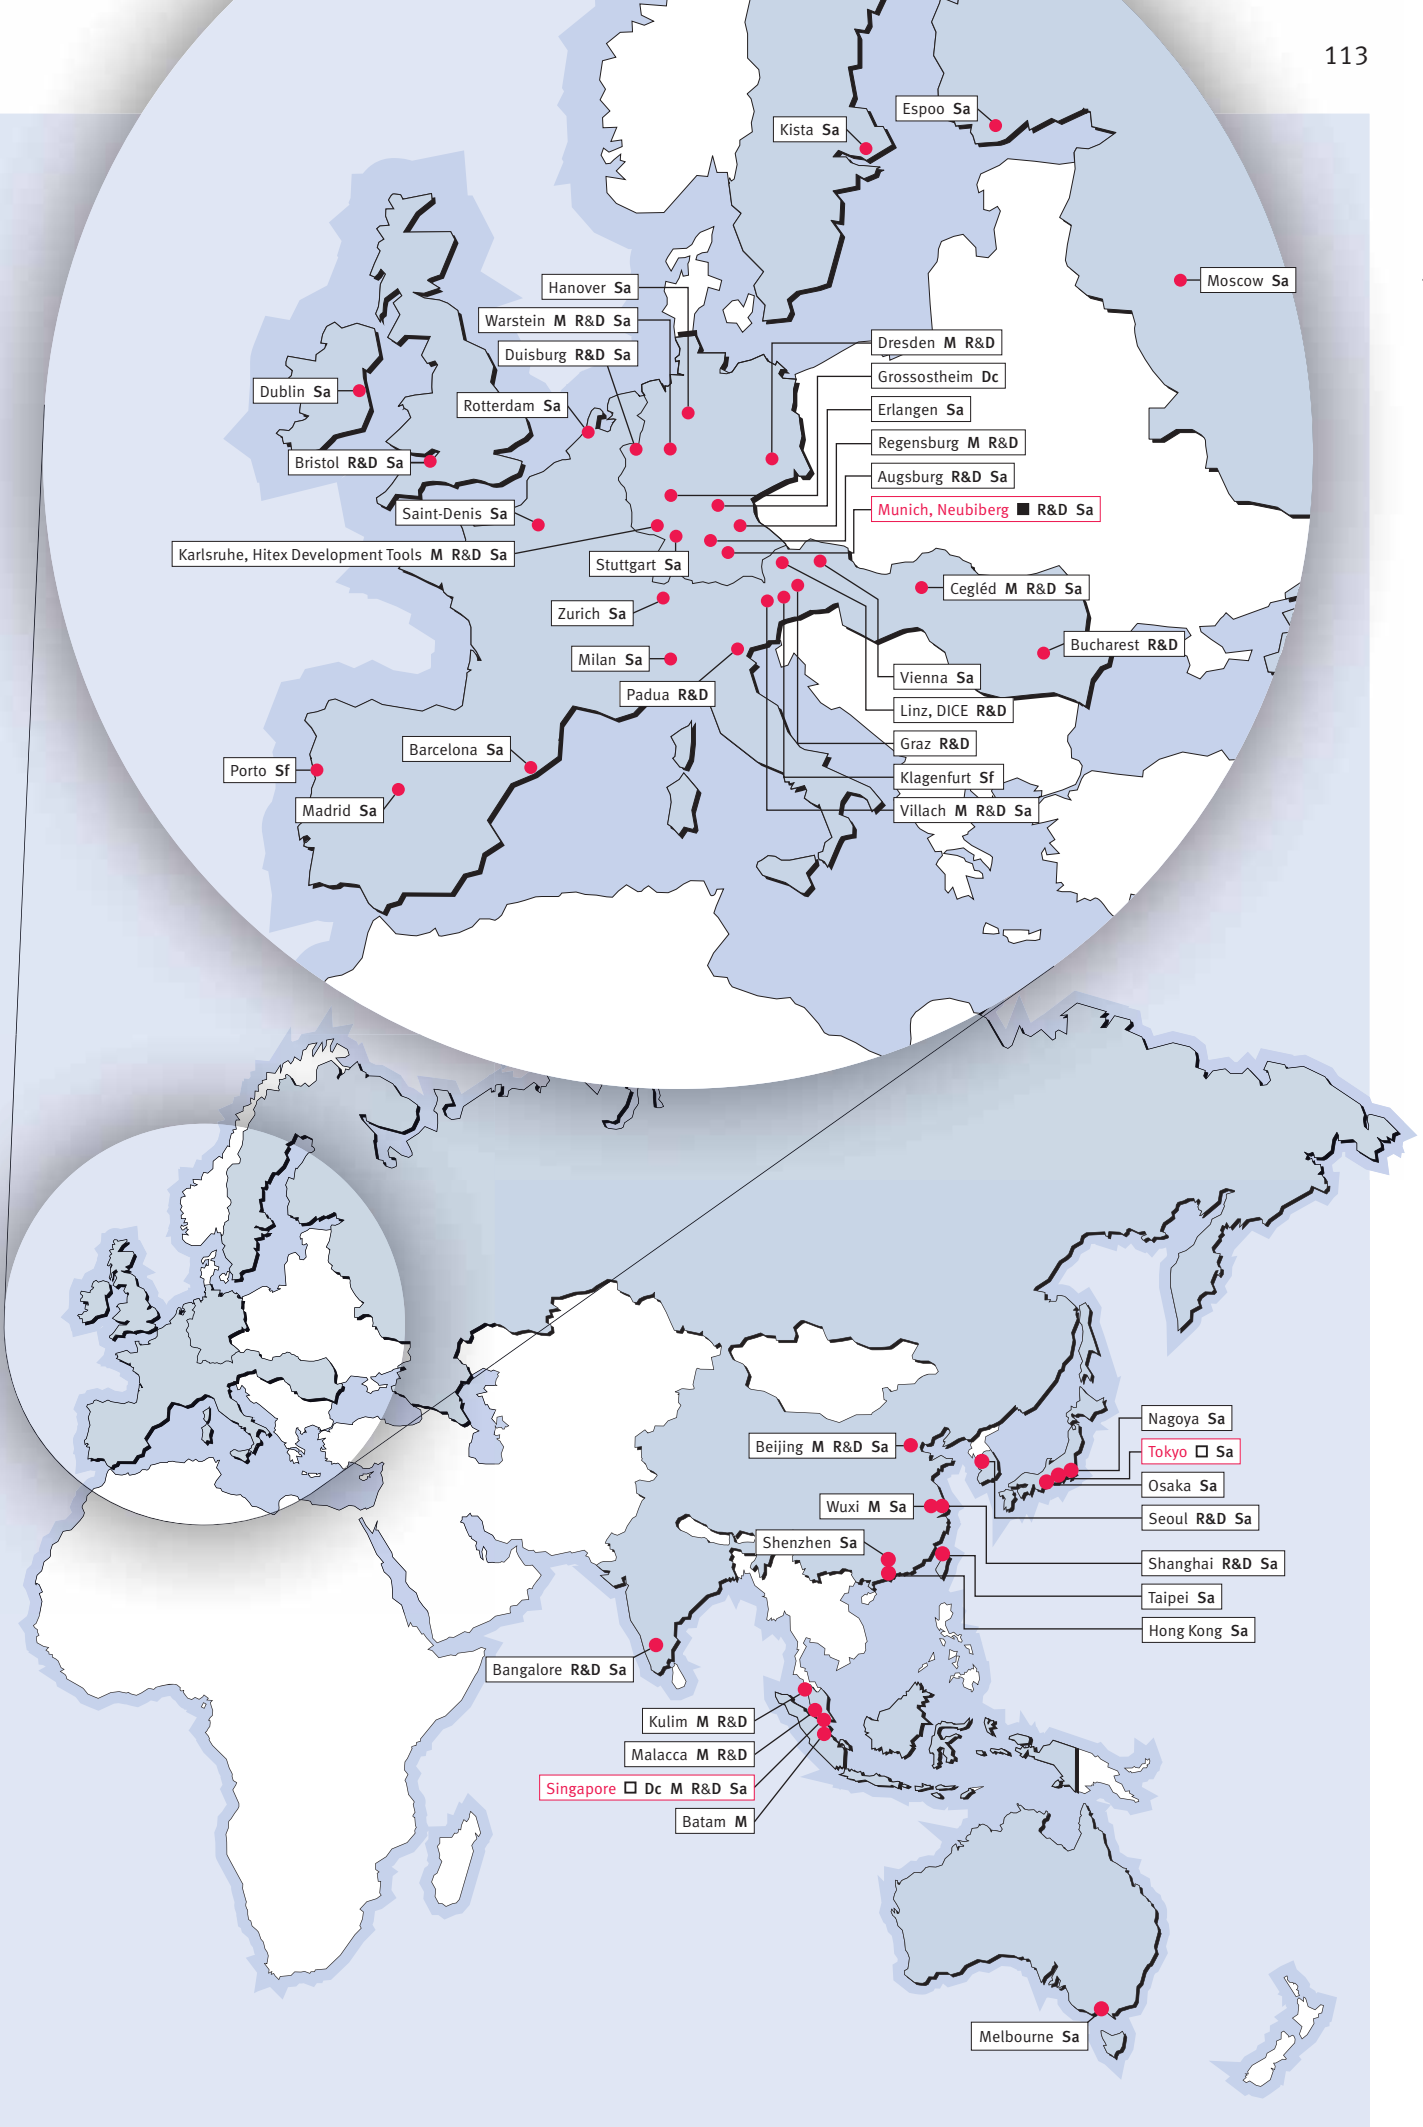 113
Espoo Sa
Kista Sa
Moscow Sa
Hanover Sa
Warstein M R&D Sa
Duisburg R&D Sa
Dublin Sa
Rotterdam Sa
Bristol R&D Sa
Saint-Denis Sa
Karlsruhe, Hitex Development Tools M R&D Sa
Stuttgart Sa
Zurich Sa
Milan Sa
Padua R&D
Barcelona Sa
Porto Sf
Madrid Sa
Dresden M R&D
Grossostheim Dc
Erlangen Sa
Regensburg M R&D
Augsburg R&D Sa
Munich, Neubiberg ■ R&D Sa
Cegléd M R&D Sa
Bucharest R&D
Vienna Sa
Linz, DICE R&D
Graz R&D
Klagenfurt Sf
Villach M R&D Sa
Nagoya Sa
Beijing M R&D Sa
Tokyo □ Sa
Osaka Sa
Wuxi M Sa
Seoul R&D Sa
Shenzhen Sa
Shanghai R&D Sa
Taipei Sa
Hong Kong Sa
Bangalore R&D Sa
Kulim M R&D
Malacca M R&D
Singapore □ Dc M R&D Sa
Batam M
Melbourne Sa